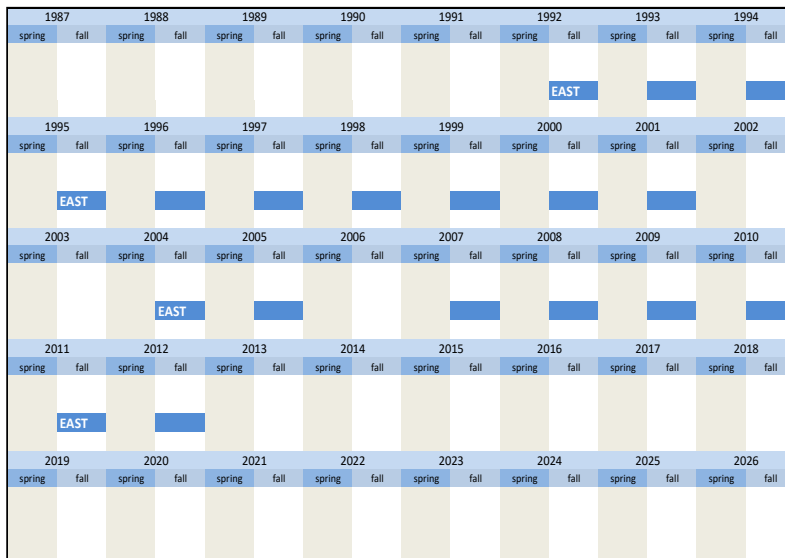 1987 1988 1989 1990 1991 1992 1993 1994
spring fall spring fall spring fall spring fall spring fall spring fall spring fall spring fall
EAST
1995 1996 1997 1998 1999 2000 2001 2002
spring fall spring fall spring fall spring fall spring fall spring fall spring fall spring fall
EAST
2003 2004 2005 2006 2007 2008 2009 2010
spring fall spring fall spring fall spring fall spring fall spring fall spring fall spring fall
EAST
2011 2012 2013 2014 2015 2016 2017 2018
spring fall spring fall spring fall spring fall spring fall spring fall spring fall spring fall
EAST
2019 2020 2021 2022 2023 2024 2025 2026
spring fall spring fall spring fall spring fall spring fall spring fall spring fall spring fall